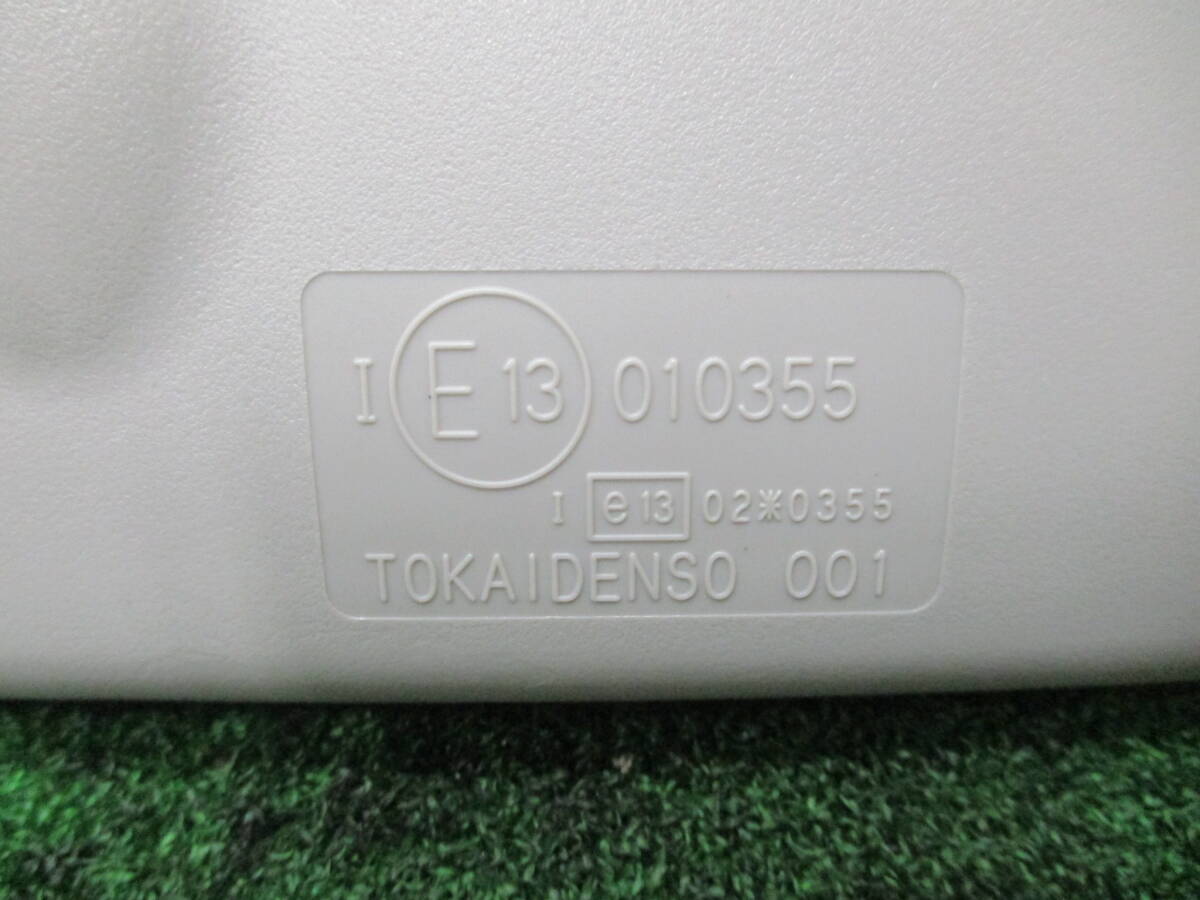 I E 13 010355
I e 13 02※0355
TOKAIDENSO 001